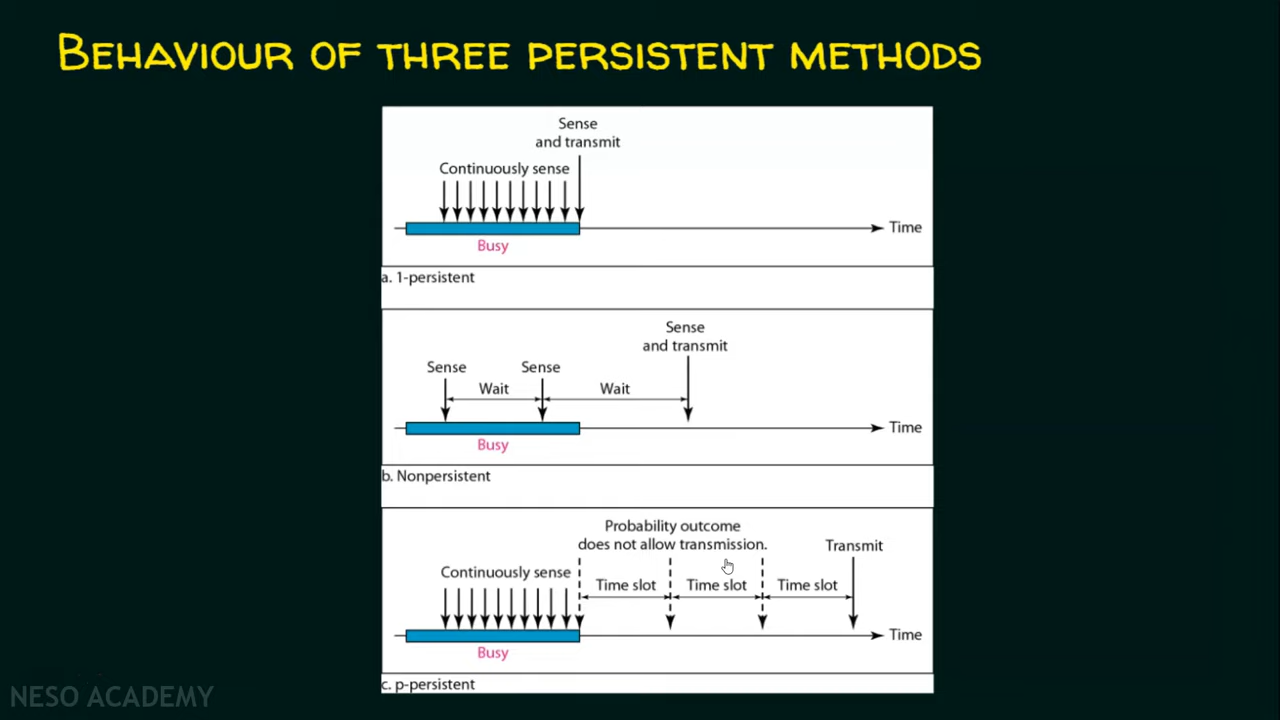 BEHAVIOUR OF THREE PERSISTENT METHODS
Sense
and transmit
Continuously sense
Time
Busy
a. 1-persistent
Sense
and transmit
Sense
Sense
Wait
Wait
Time
Busy
b. Nonpersistent
Probability outcome
does not allow transmission.
Transmit
Continuously sense
Time slot
Time slot
Time slot
Time
Busy
c. p-persistent
NESO ACADEMY